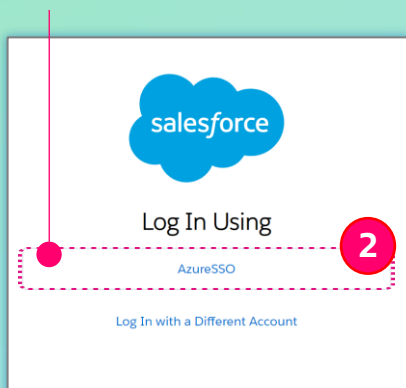 salesforce
Log In Using
2
AzureSSO
Log In with a Different Account